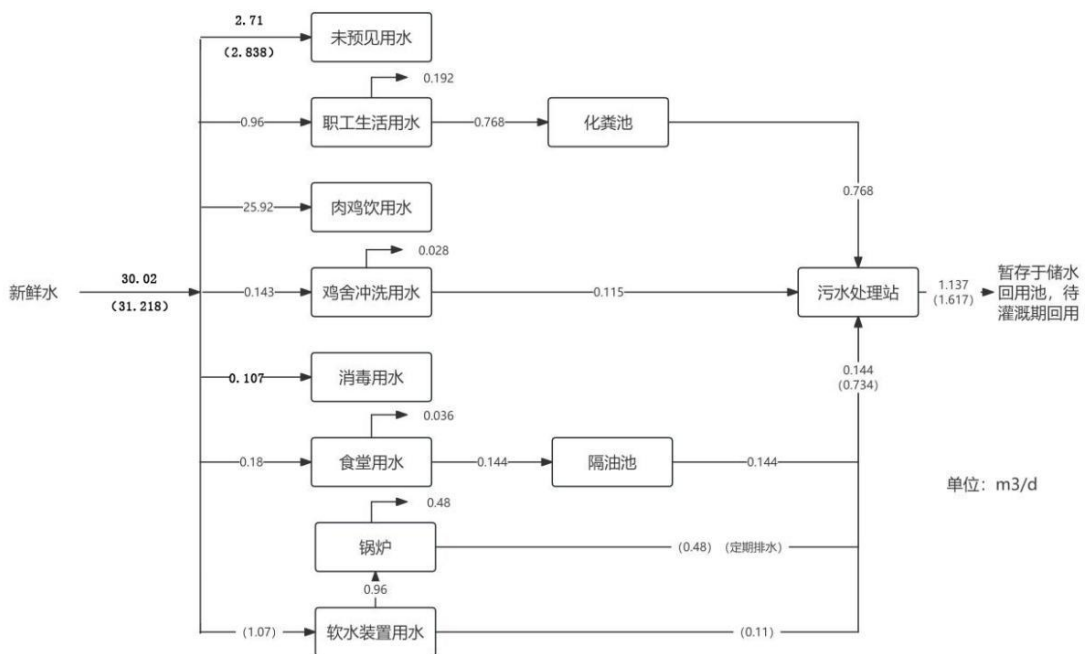 2.71
(2.838)
未预见用水
0.192
0.96
职工生活用水
0.768
化粪池
0.768
25.92
肉鸡饮用水
0.028
新鲜水
30.02
(31.218)
0.143
鸡舍冲洗用水
0.115
污水处理站
1.137
(1.617)
暂存于储水
回用池，待
灌溉期回用
0.107
消毒用水
0.144
(0.734)
0.036
0.18
食堂用水
0.144
隔油池
0.144
单位：m3/d
0.48
锅炉
(0.48) (定期排水)
0.96
(1.07)
软水装置用水
(0.11)